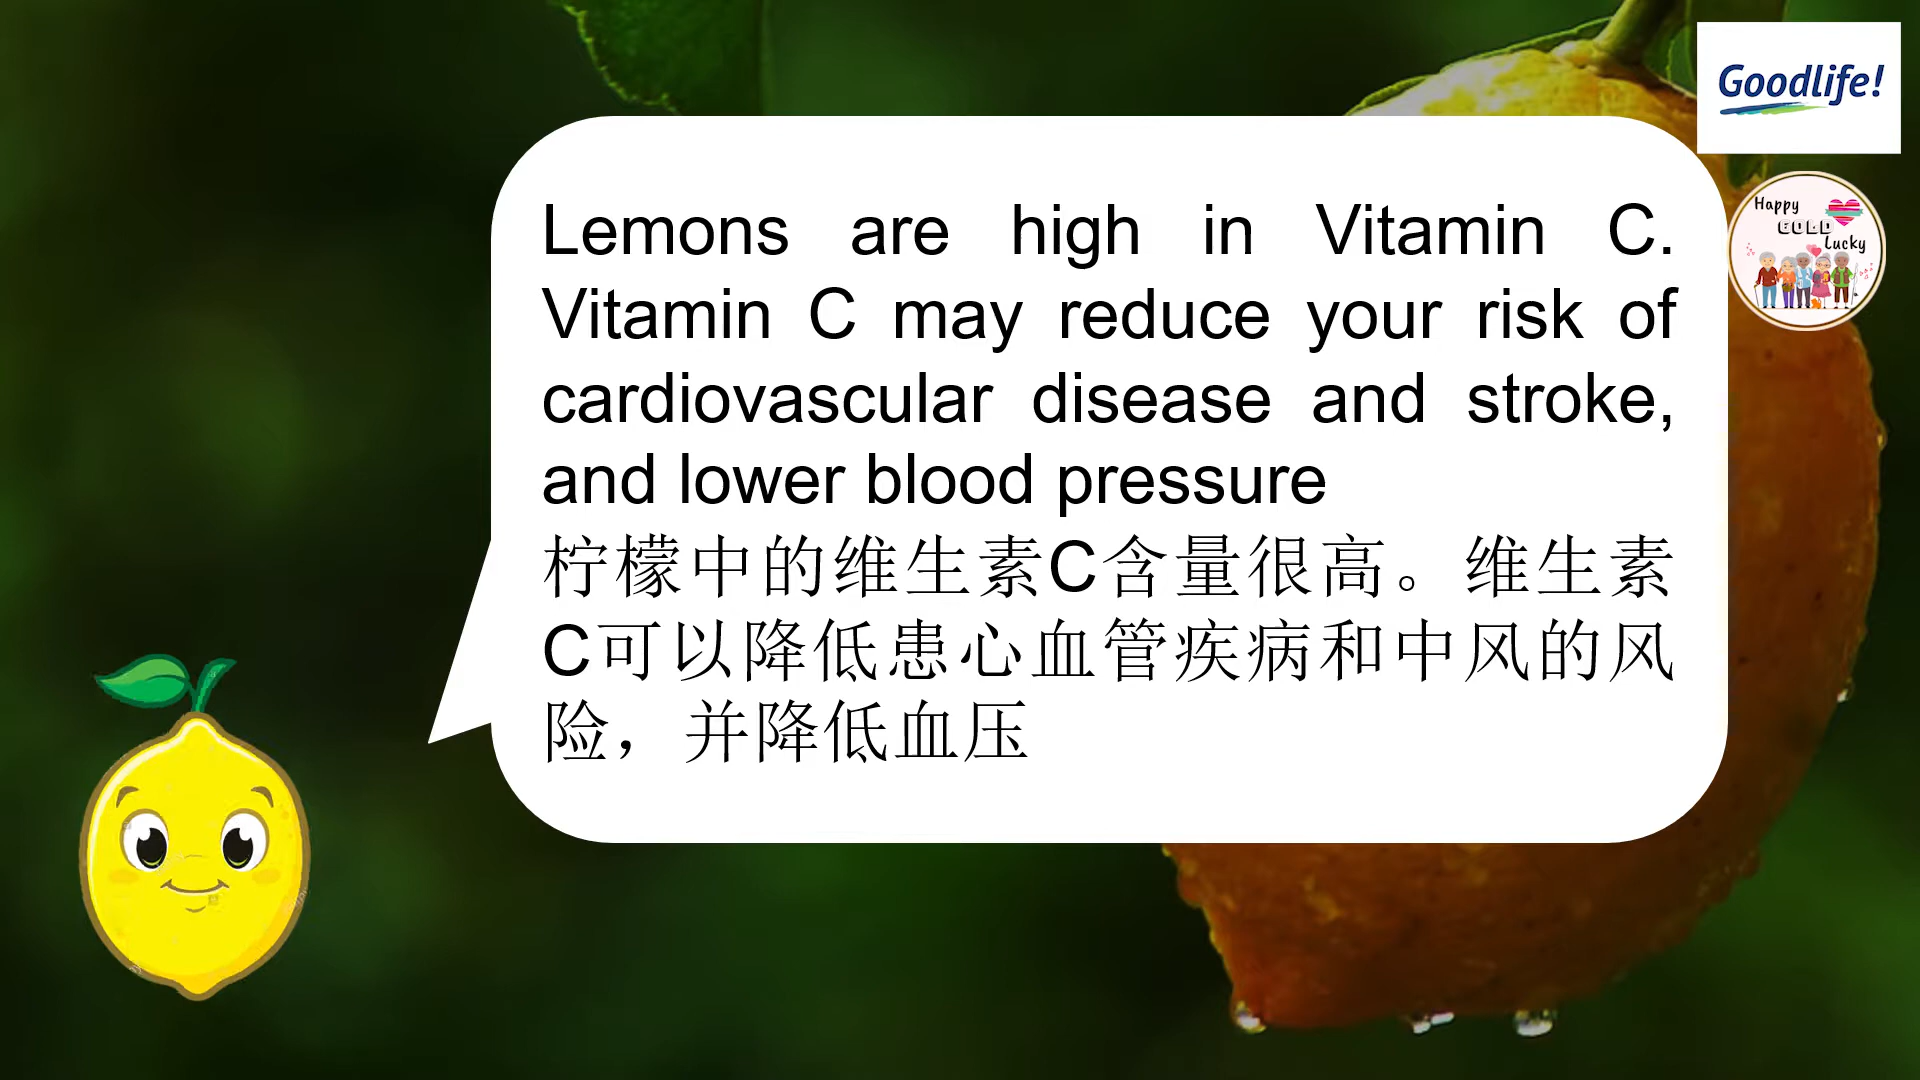 Goodlife!
Happy
GOLD
Lucky
Lemons are high in Vitamin C.
Vitamin C may reduce your risk of
cardiovascular disease and stroke,
and lower blood pressure
柠檬中的维生素C含量很高。维生素
C可以降低患心血管疾病和中风的风
险，并降低血压